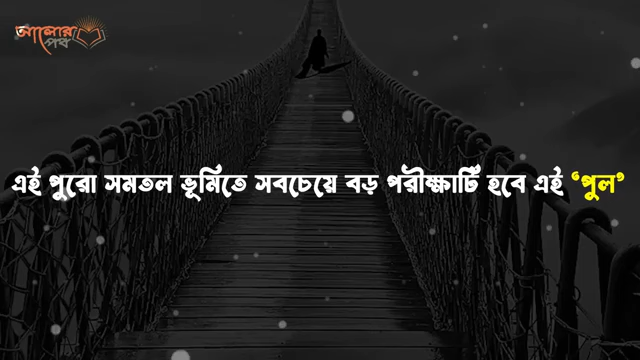 আলোর
পথ
এই পুরো সমতল ভূমিতে সবচেয়ে বড় পরীক্ষাটি হবে এই ‘পুল’